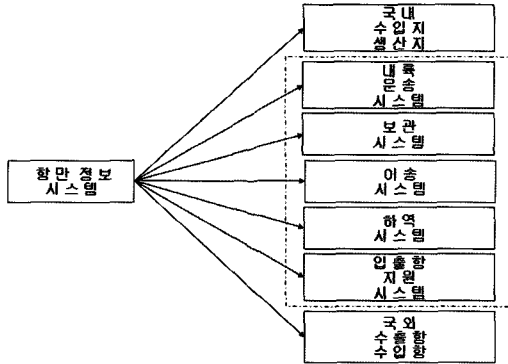 국내
수입지
생산지
내륙
운송
시스템
보관
시스템
항만 정보
시스템
이송
시스템
하역
시스템
입출항
지원
시스템
국외
수출항
수입항